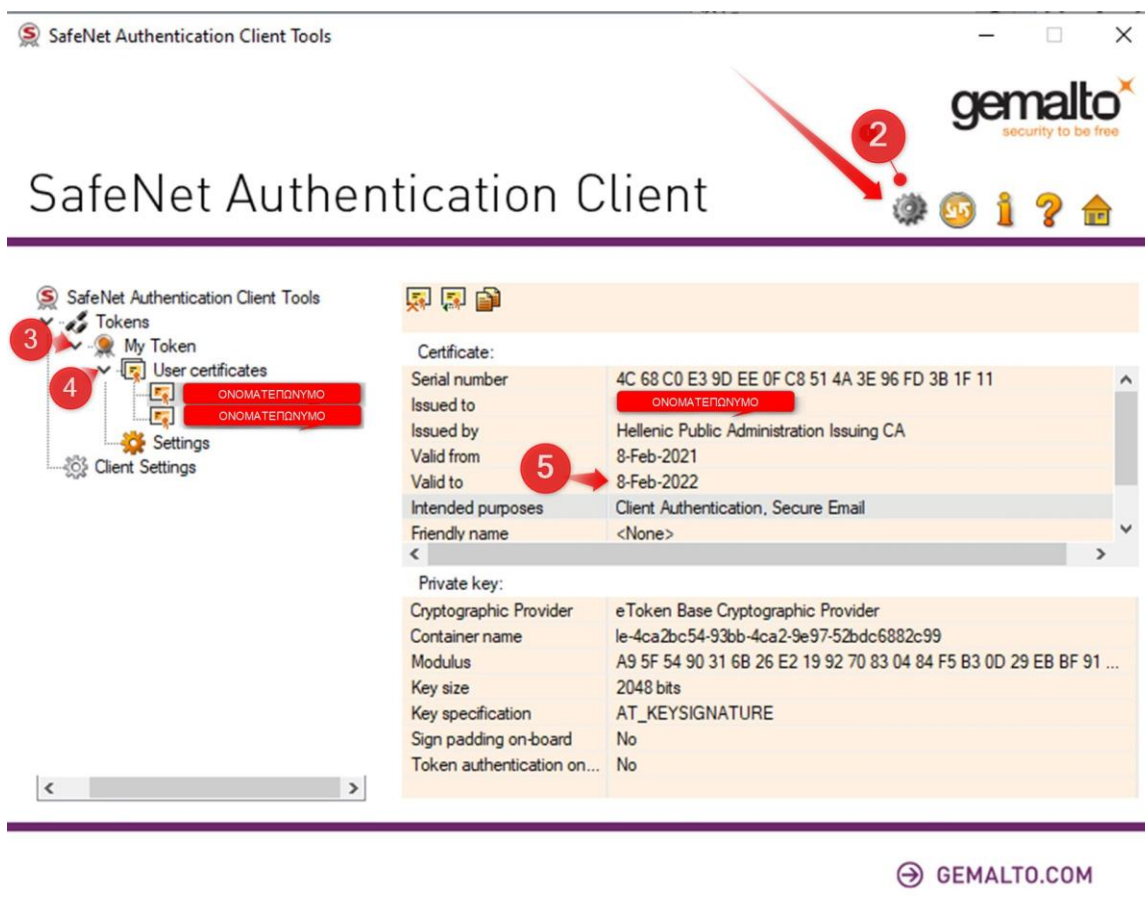 SafeNet Authentication Client Tools
gemalto
security to be free
2
SafeNet Authentication Client
SafeNet Authentication Client Tools
Tokens
3
My Token
4
User certificates
ΟΝΟΜΑΤΕΠΩΝΥΜΟ
ΟΝΟΜΑΤΕΠΩΝΥΜΟ
Settings
Client Settings
Certificate:
Serial number 4C 68 C0 E3 9D EE 0F C8 51 4A 3E 96 FD 3B 1F 11
Issued to ΟΝΟΜΑΤΕΠΩΝΥΜΟ
Issued by Hellenic Public Administration Issuing CA
Valid from 8-Feb-2021
Valid to 5 8-Feb-2022
Intended purposes Client Authentication, Secure Email
Friendly name <None>
Private key:
Cryptographic Provider eToken Base Cryptographic Provider
Container name le-4ca2bc54-93bb-4ca2-9e97-52bdc6882c99
Modulus A9 5F 54 90 31 6B 26 E2 19 92 70 83 04 84 F5 B3 0D 29 EB BF 91 ...
Key size 2048 bits
Key specification AT_KEYSIGNATURE
Sign padding on-board No
Token authentication on... No
GEMALTO.COM